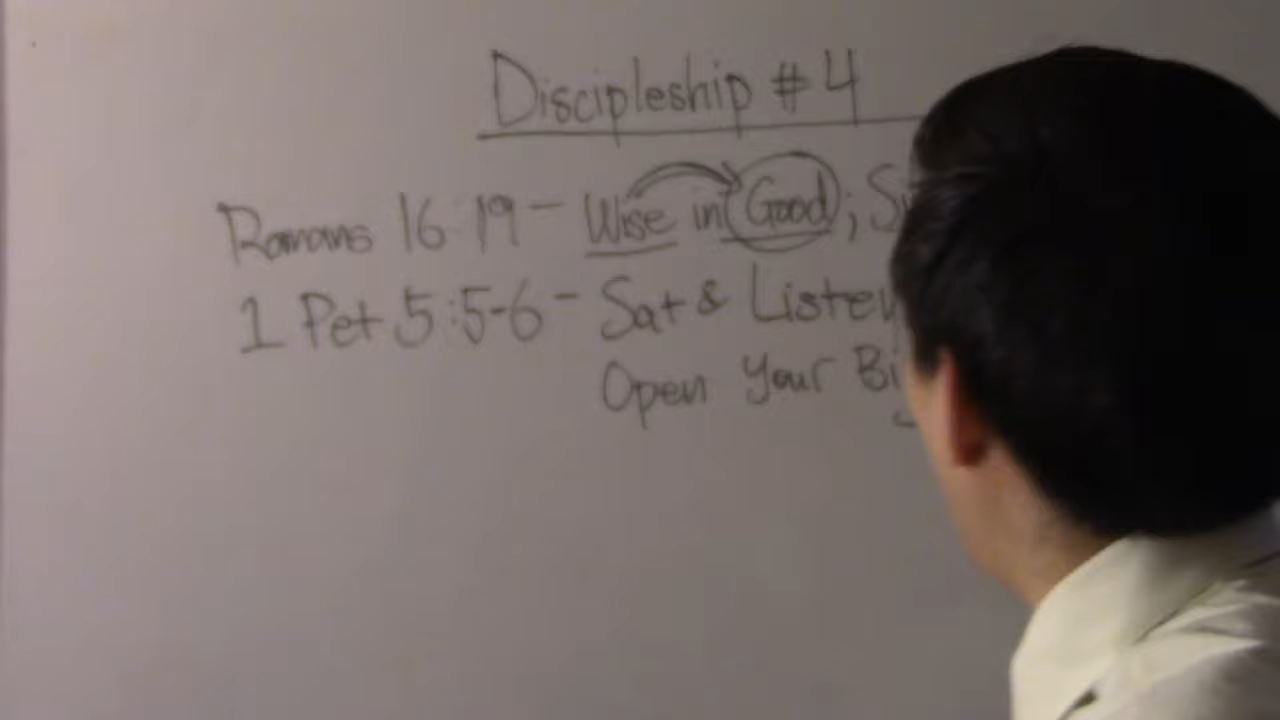 Discipleship #4
Romans 16:19 - Wise in Good;
1 Pet 5:5-6 - Sat & Listen
Open Your